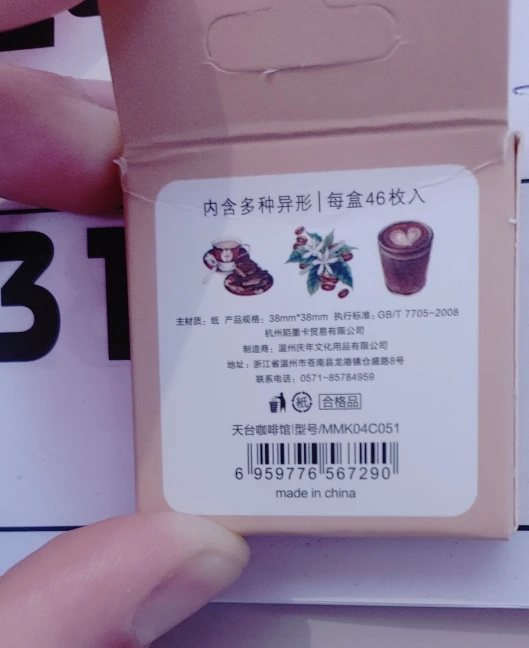 内含多种异形|每盒46枚入
主材质：纸 产品规格：38mm*38mm 执行标准：GB/T 7705-2008
杭州陌墨卡贸易有限公司
制造商：温州庆年文化用品有限公司
地址：浙江省温州市苍南县龙港镇仓盛路8号
联系电话：0571-85784959
纸 合格品
天台咖啡馆|型号/MMK04C051
6 959776 567290
made in china
31